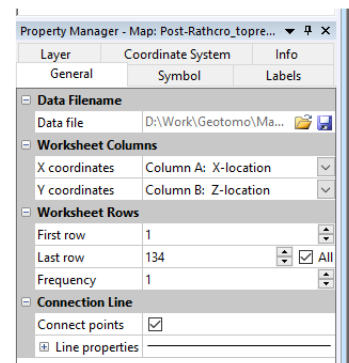 Property Manager - Map: Post-Rathcro_topre...
Layer Coordinate System Info
General Symbol Labels
Data Filename
Data file D:\Work\Geotomo\Ma...
Worksheet Columns
X coordinates Column A: X-location
Y coordinates Column B: Z-location
Worksheet Rows
First row 1
Last row 134 All
Frequency 1
Connection Line
Connect points
Line properties